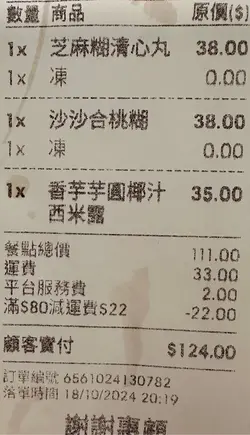 數量 商品 原價($)
1x 芝麻糊清心丸 38.00
1x 凍 0.00
1x 沙沙合桃糊 38.00
1x 凍 0.00
1x 香芋芋圓椰汁 35.00
西米露
餐點總價 111.00
運費 33.00
平台服務費 2.00
滿$80減運費$22 -22.00
顧客實付 $124.00
訂單編號 6561024130782
落單時間 18/10/2024 20:19
謝謝惠顧